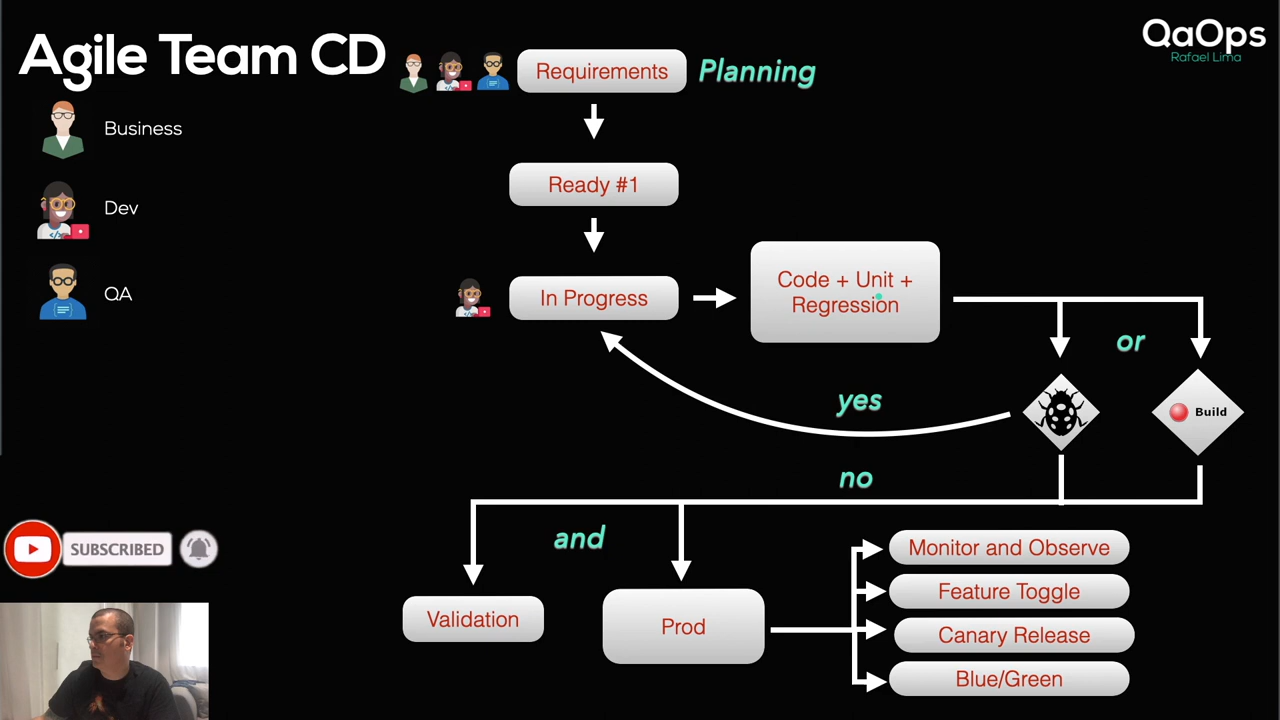 Agile Team CD
QaOps
Rafael Lima
Requirements
Planning
Business
Dev
QA
Ready #1
In Progress
Code + Unit +
Regression
or
yes
Build
no
and
SUBSCRIBED
Validation
Prod
Monitor and Observe
Feature Toggle
Canary Release
Blue/Green